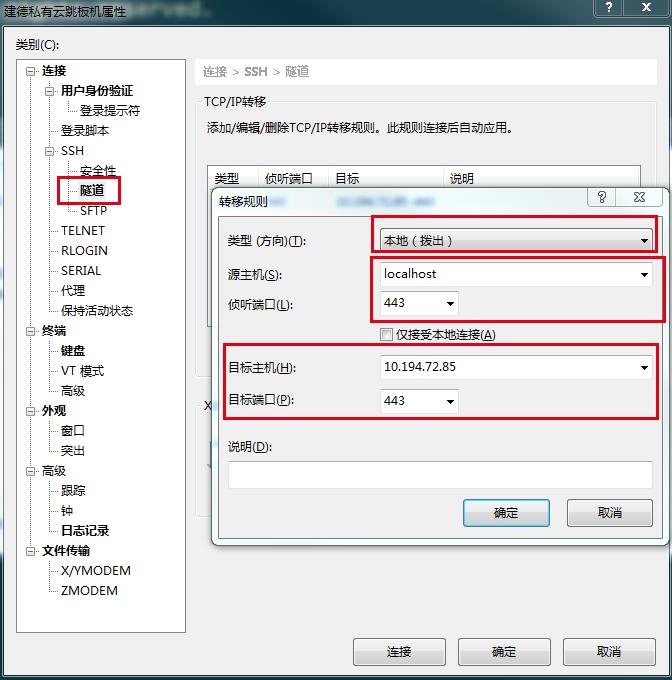 建德私有云跳板机属性
rved.
类别(C):
连接
用户身份验证
登录提示符
登录脚本
SSH
安全性
隧道
SFTP
TELNET
RLOGIN
SERIAL
代理
保持活动状态
终端
键盘
VT 模式
高级
外观
窗口
突出
高级
跟踪
钟
日志记录
文件传输
X/YMODEM
ZMODEM
连接 > SSH > 隧道
TCP/IP转移
添加/编辑/删除TCP/IP转移规则。此规则连接后自动应用。
类型 侦听端口 目标 说明
转移规则
类型 (方向)(T): 本地（拨出）
源主机(S): localhost
侦听端口(L): 443
仅接受本地连接(A)
目标主机(H): 10.194.72.85
目标端口(P): 443
说明(D):
确定 取消
X
连接 确定 取消